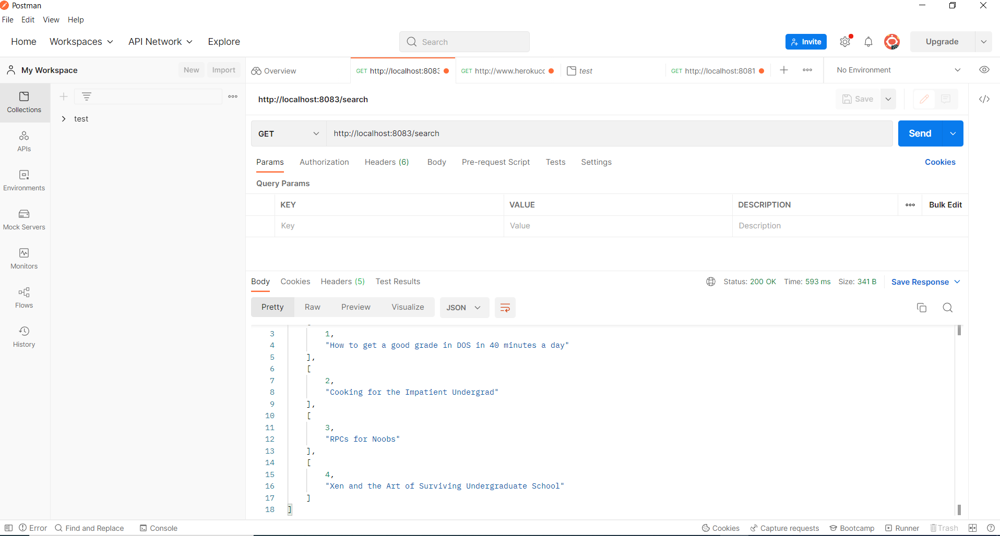 Postman
File Edit View Help
Home Workspaces API Network Explore Search Invite Upgrade
My Workspace New Import Overview GET http://localhost:8083 GET http://www.herokucc test GET http://localhost:8081 No Environment
Collections
test
APIs
Environments
Mock Servers
Monitors
Flows
History
http://localhost:8083/search Save
GET http://localhost:8083/search Send
Params Authorization Headers (6) Body Pre-request Script Tests Settings Cookies
Query Params
KEY VALUE DESCRIPTION Bulk Edit
Key Value Description
Body Cookies Headers (5) Test Results Status: 200 OK Time: 593 ms Size: 341 B Save Response
Pretty Raw Preview Visualize JSON
3 1,
4 "How to get a good grade in DOS in 40 minutes a day"
5 ],
6 [
7 2,
8 "Cooking for the Impatient Undergrad"
9 ],
10 [
11 3,
12 "RPCs for Noobs"
13 ],
14 [
15 4,
16 "Xen and the Art of Surviving Undergraduate School"
17 ]
18 ]
Error Find and Replace Console Cookies Capture requests Bootcamp Runner Trash